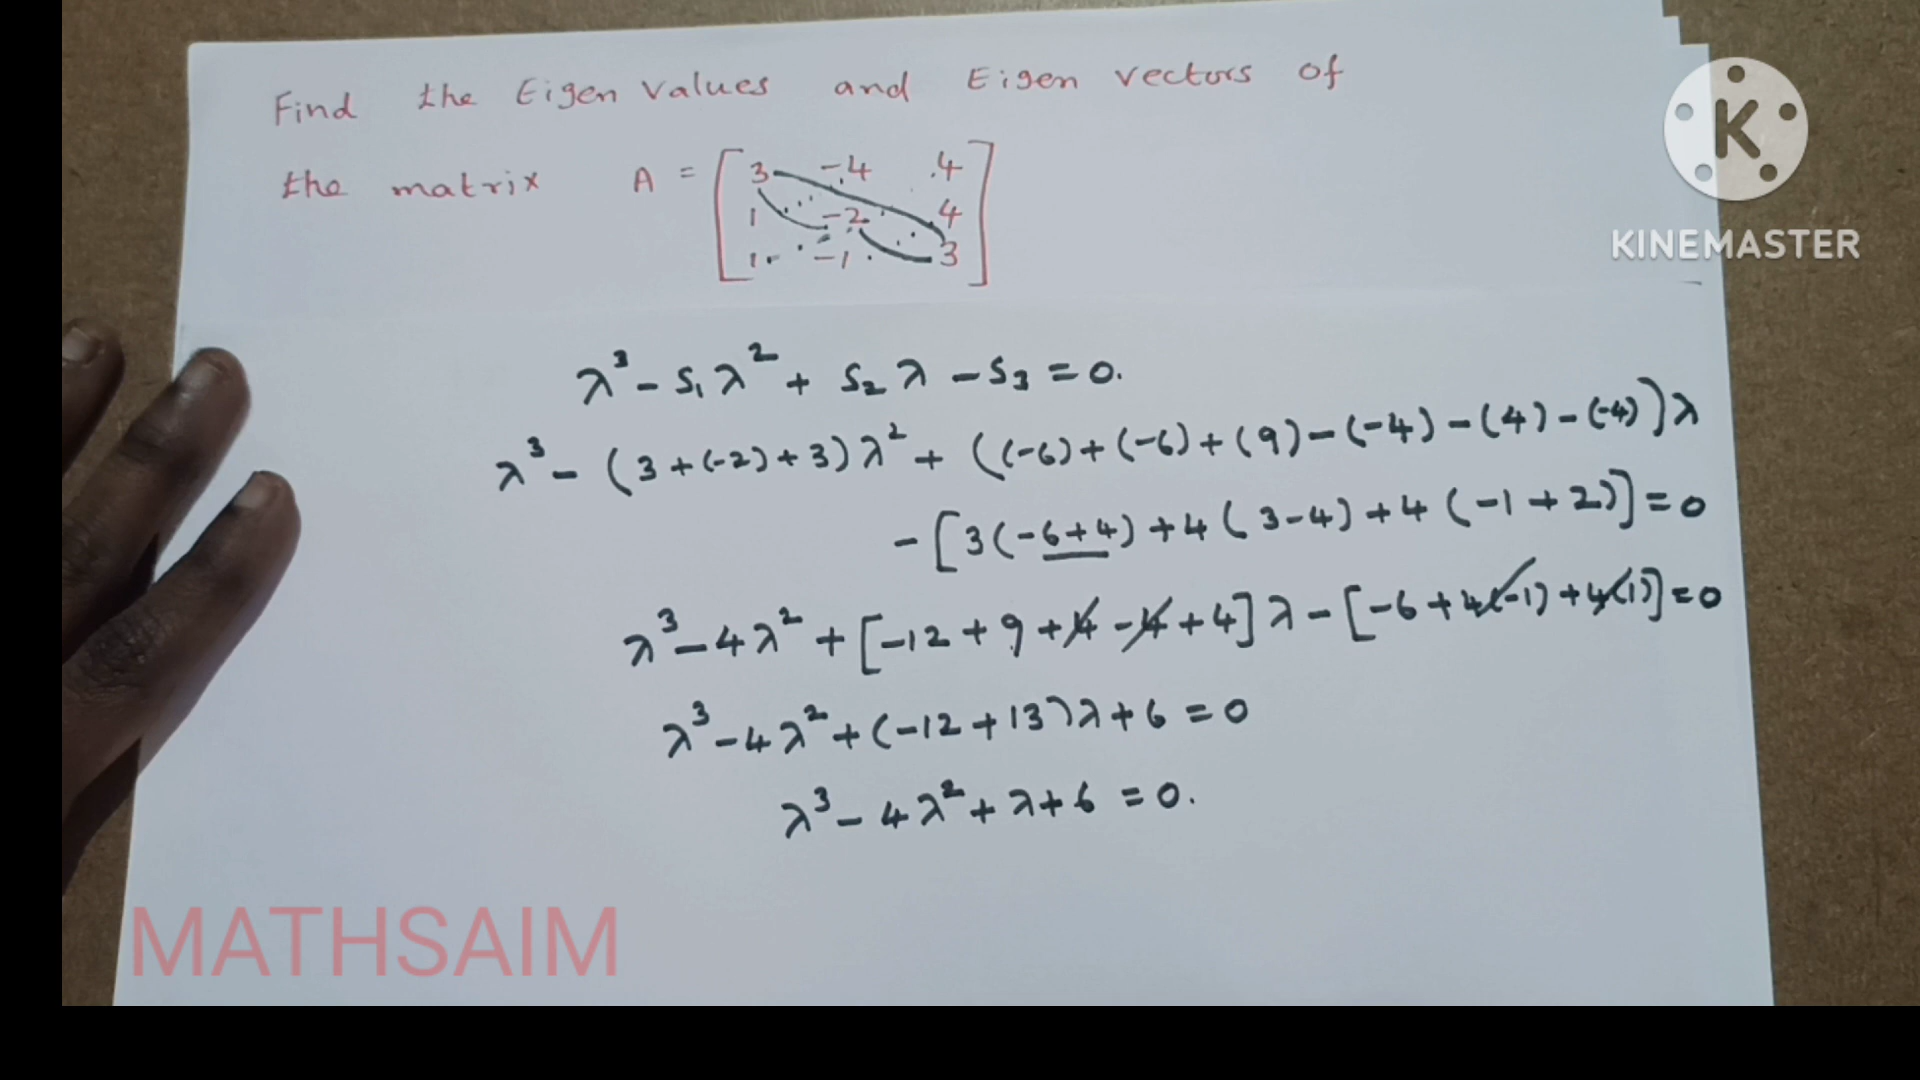 Find the Eigen values and Eigen vectors of
the matrix A = [3 -4 4
1 -2 4
1 -1 3]
K
KINEMASTER
λ³ - S₁λ² + S₂λ - S₃ = 0.
λ³ - (3+(-2)+3)λ² + ((-6)+(-6)+(9)-(-4)-(4)-(-4))λ
-[3(-6+4)+4(3-4)+4(-1+2)] = 0
λ³ - 4λ² + [-12+9+4-4+4]λ - [-6+4(-1)+4(1)] = 0
λ³ - 4λ² + (-12+13)λ + 6 = 0
λ³ - 4λ² + λ + 6 = 0.
MATHSAIM